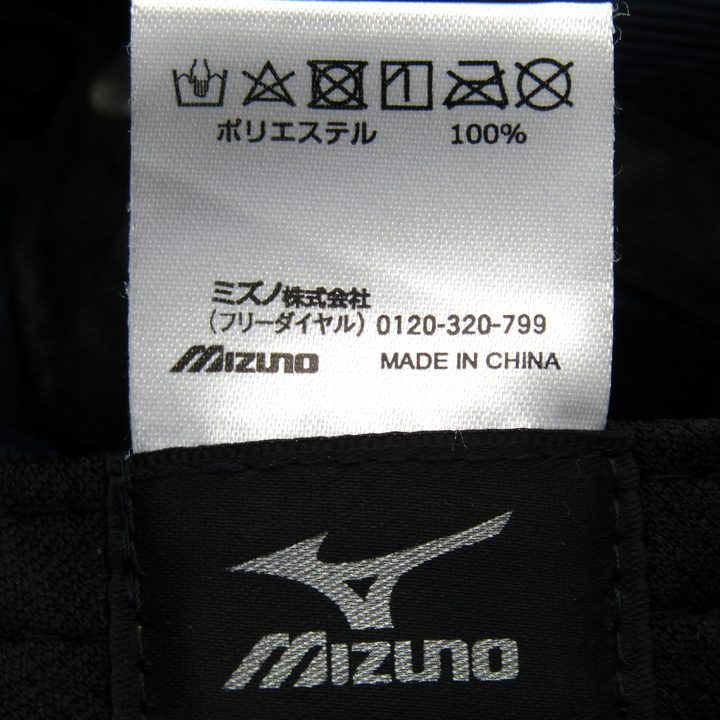 ポリエステル 100%
ミズノ株式会社
(フリーダイヤル) 0120-320-799
MIZUNO MADE IN CHINA
MIZUNO